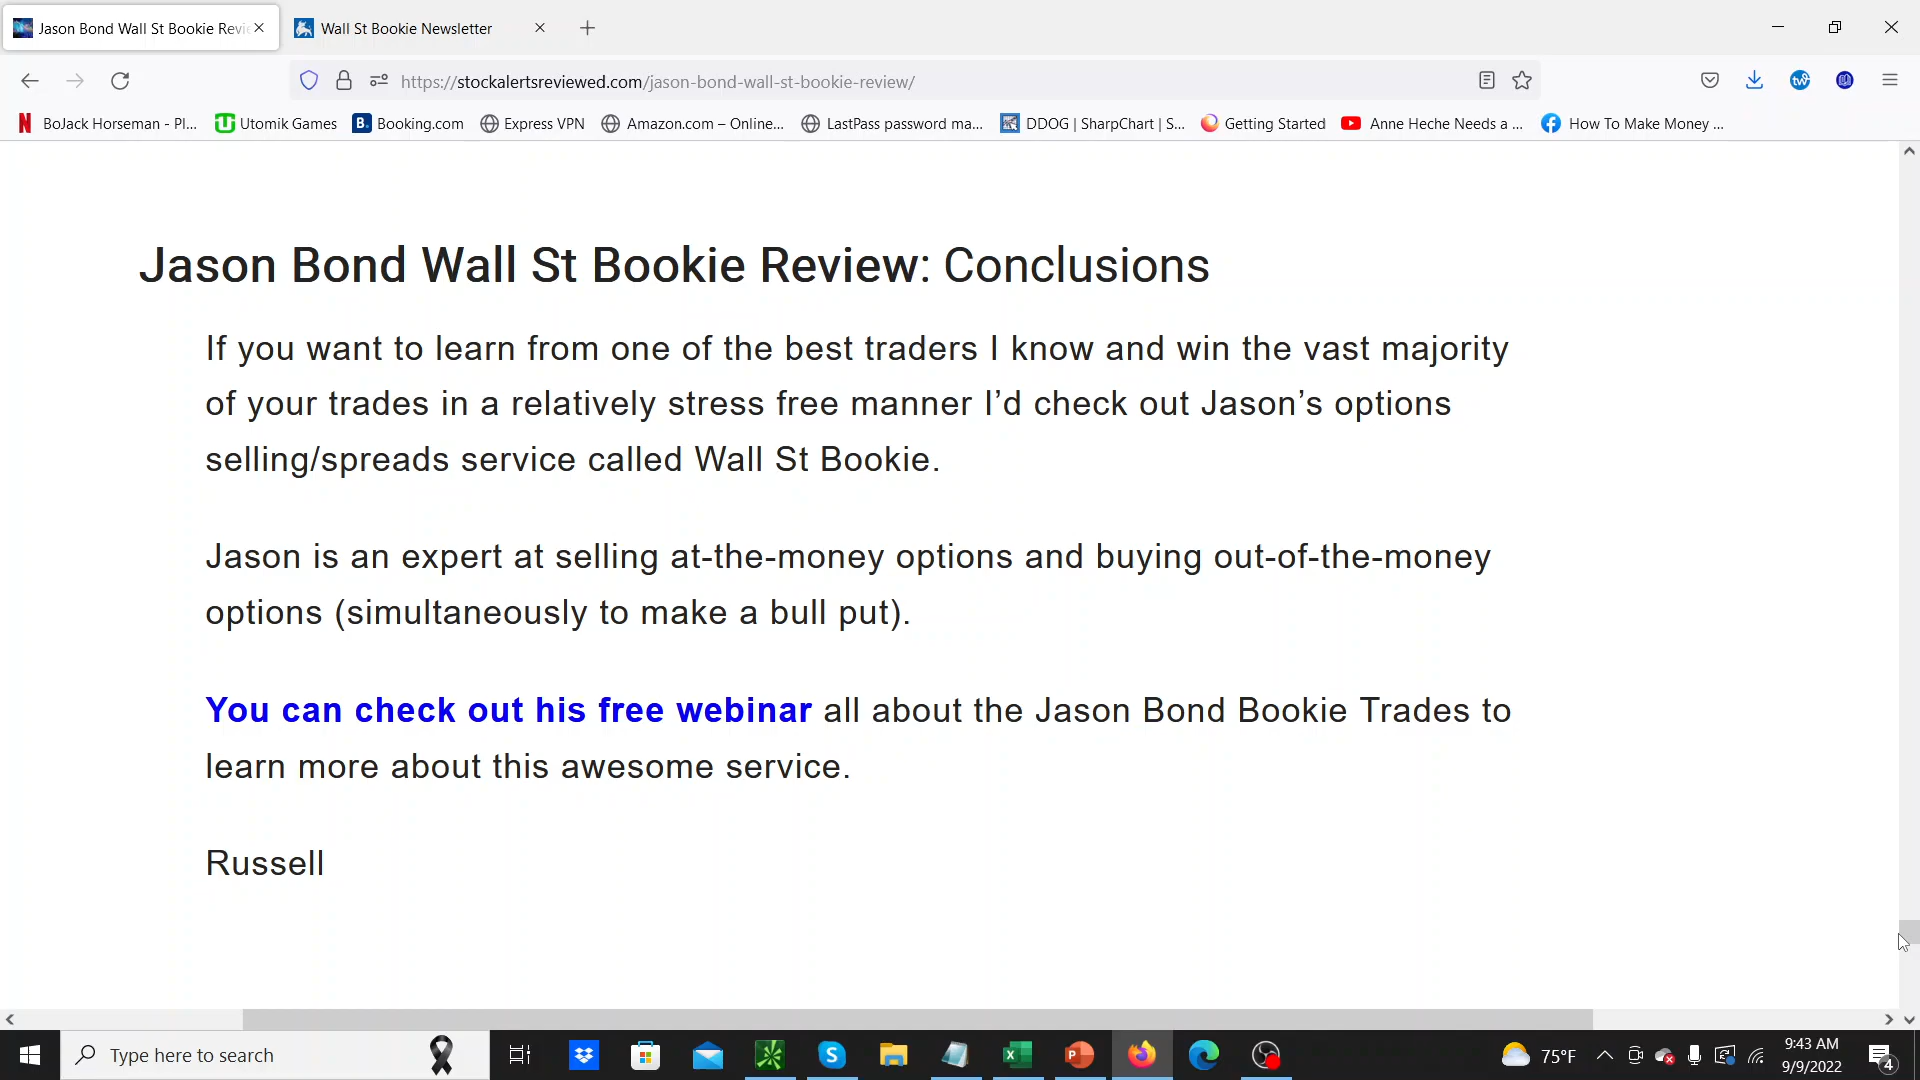 Jason Bond Wall St Bookie Revi
Wall St Bookie Newsletter
https://stockalertsreviewed.com/jason-bond-wall-st-bookie-review/
BoJack Horseman - Pl...
Utomik Games
B.
Booking.com
Express VPN
Amazon.com – Online...
LastPass password ma...
DDOG | SharpChart | S...
Getting Started
Anne Heche Needs a ...
How To Make Money ...
Jason Bond Wall St Bookie Review: Conclusions
If you want to learn from one of the best traders I know and win the vast majority
of your trades in a relatively stress free manner I’d check out Jason’s options
selling/spreads service called Wall St Bookie.
Jason is an expert at selling at-the-money options and buying out-of-the-money
options (simultaneously to make a bull put).
You can check out his free webinar all about the Jason Bond Bookie Trades to
learn more about this awesome service.
Russell
Type here to search
75°F
9:43 AM
9/9/2022
4